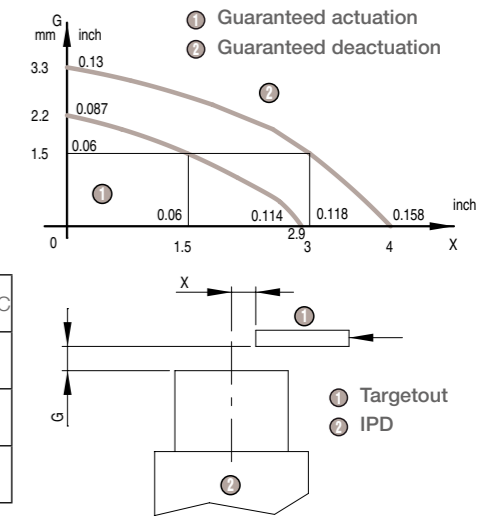 G
mm inch
① Guaranteed actuation
② Guaranteed deactuation
3.3 0.13
②
2.2 0.087
1.5 0.06
①
0.06 0.114 0.118 0.158 inch
2.9
0 1.5 3 4 X
C
X
①
G
① Targetout
② IPD
②